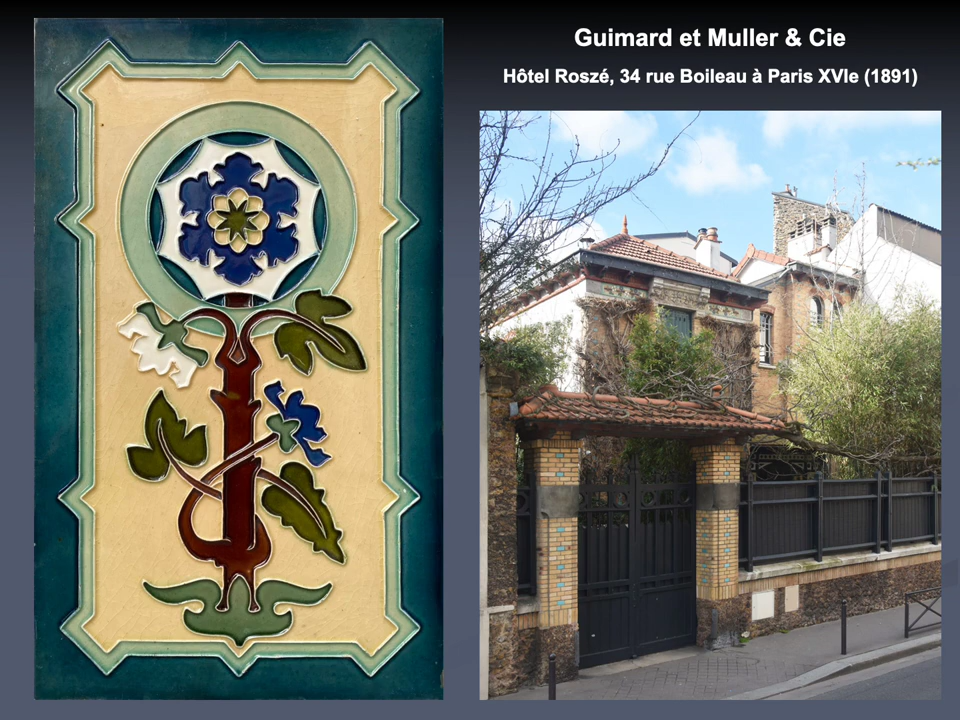 Guimard et Muller & Cie
Hôtel Roszé, 34 rue Boileau à Paris XVIe (1891)